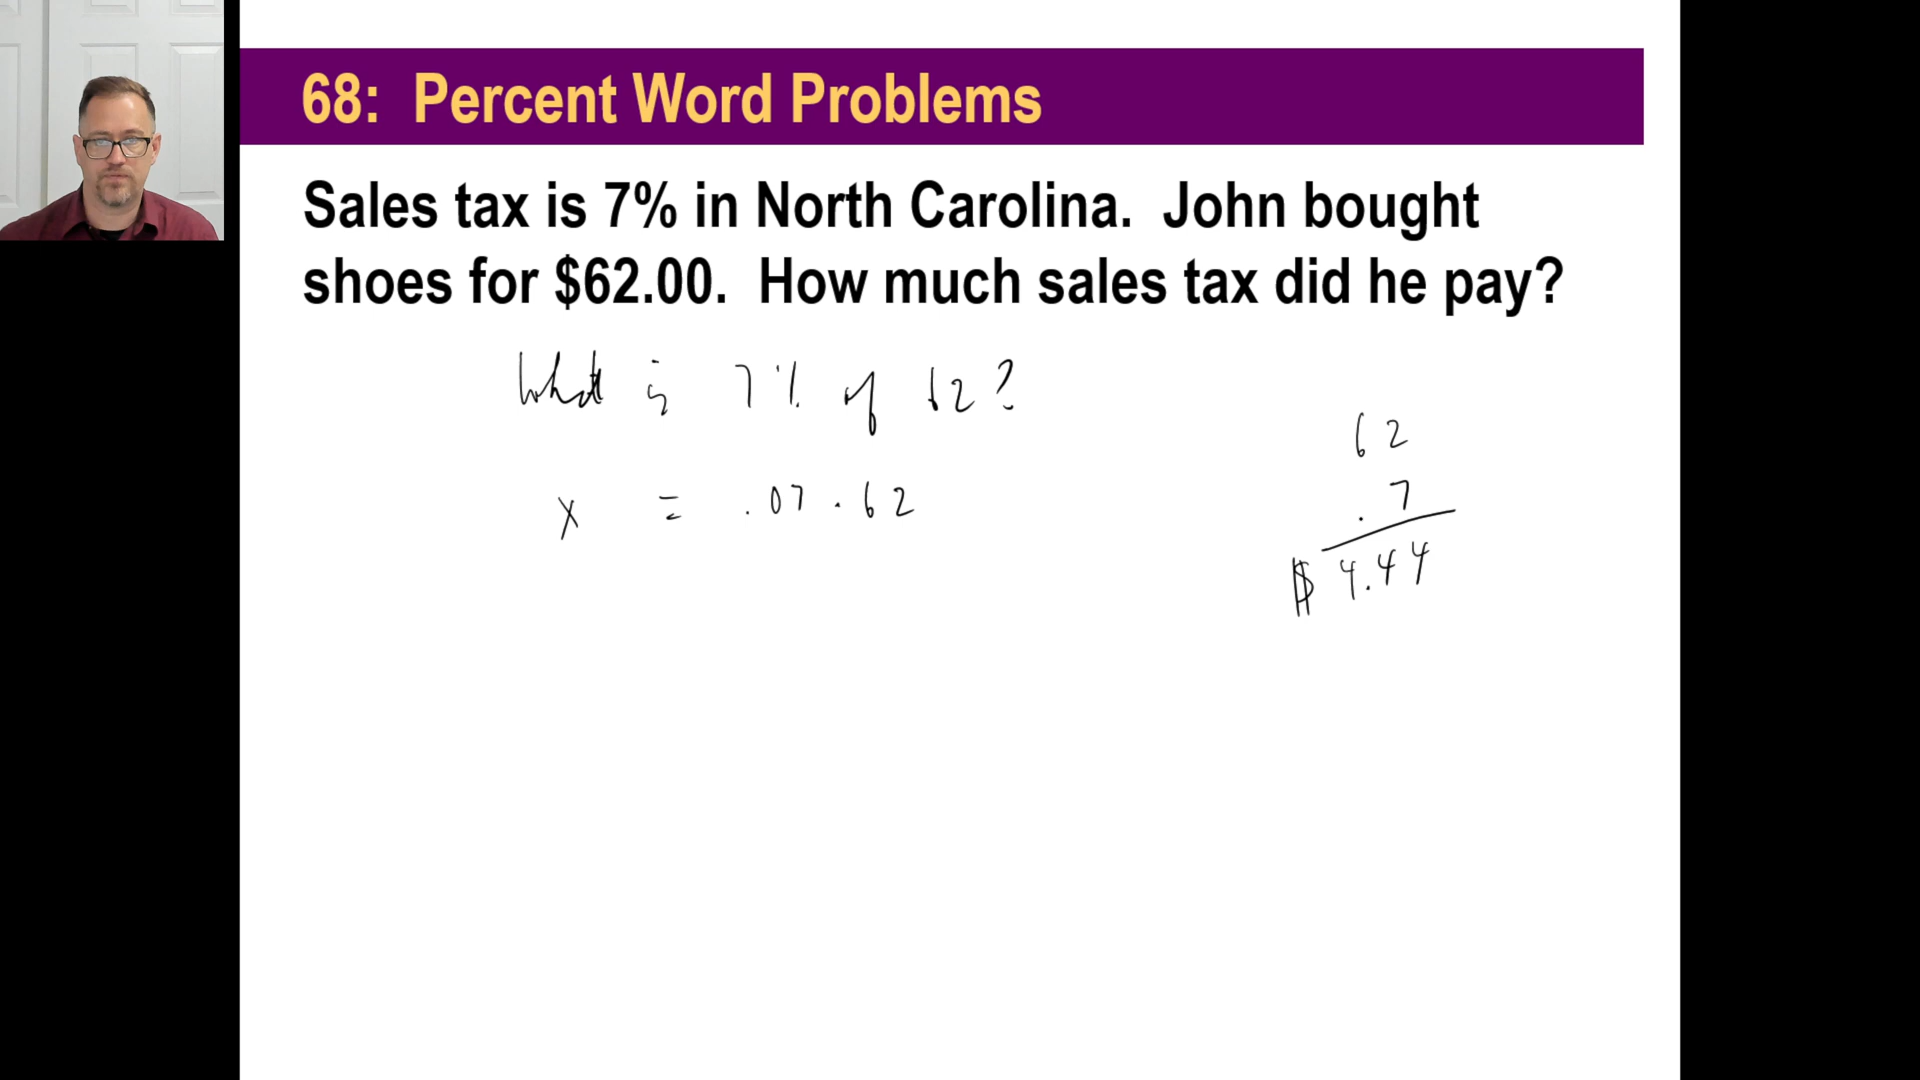 68: Percent Word Problems
Sales tax is 7% in North Carolina. John bought
shoes for $62.00. How much sales tax did he pay?
What is 7% of 62?
x = .07 . 62
62
. 7
$ 4.44